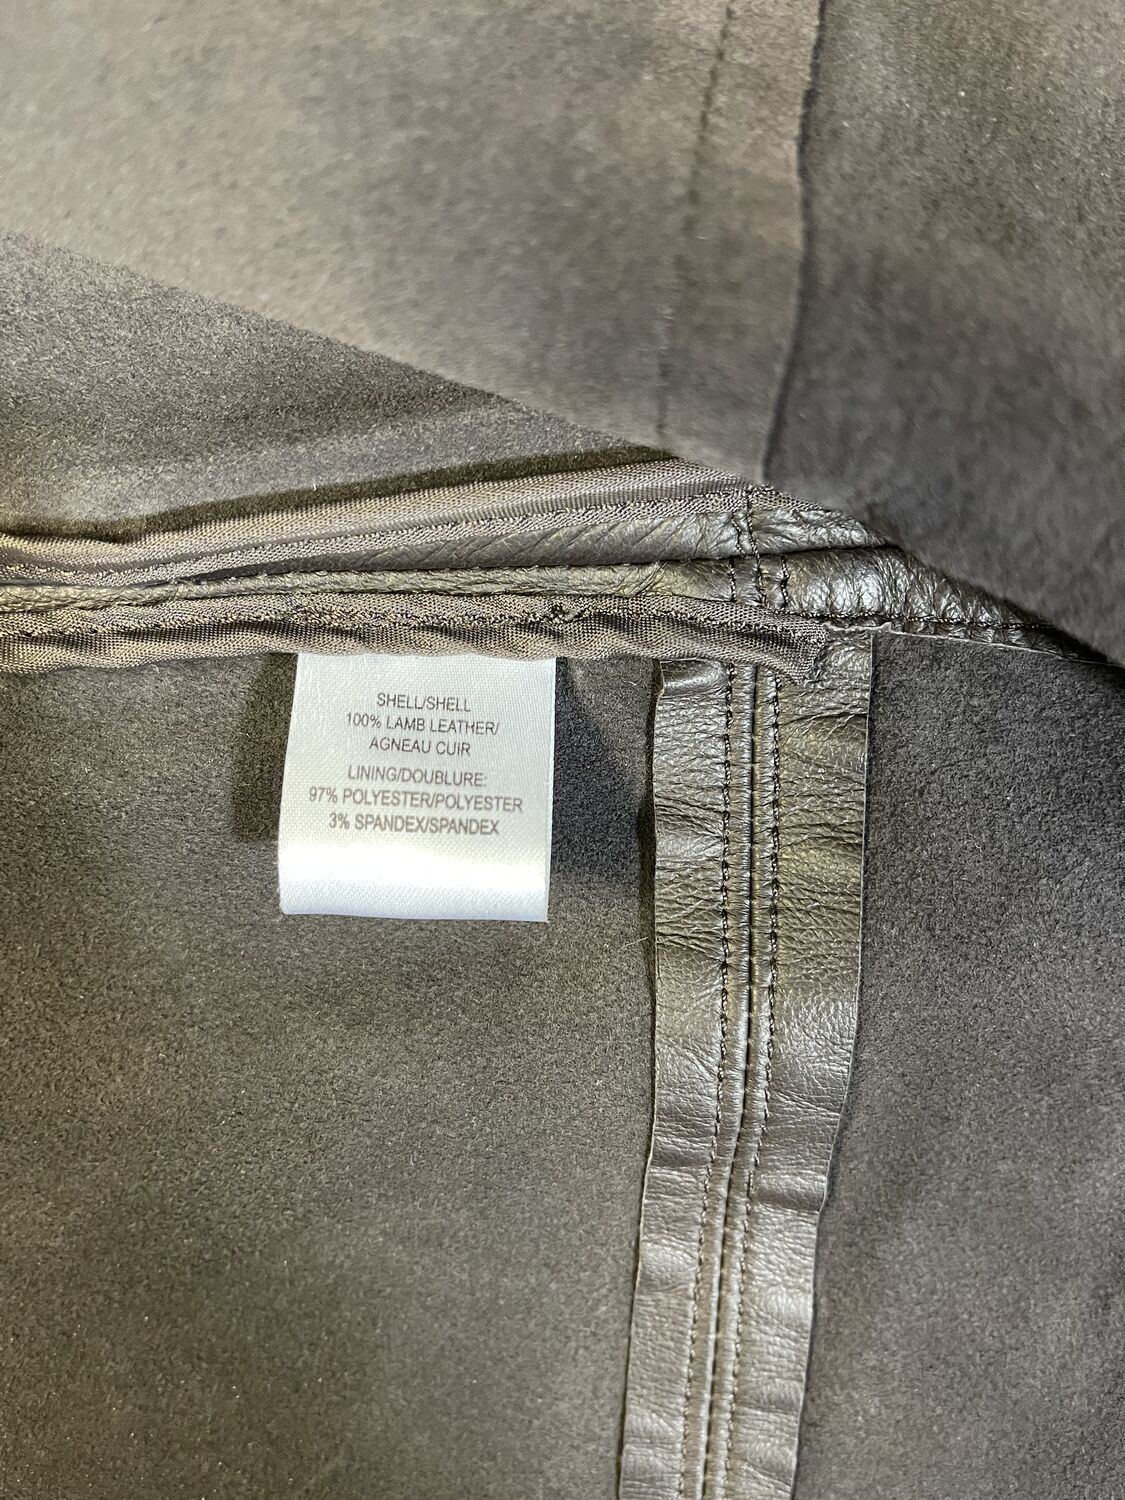 SHELL/SHELL
100% LAMB LEATHER/
AGNEAU CUIR
LINING/DOUBLURE:
97% POLYESTER/POLYESTER
3% SPANDEX/SPANDEX